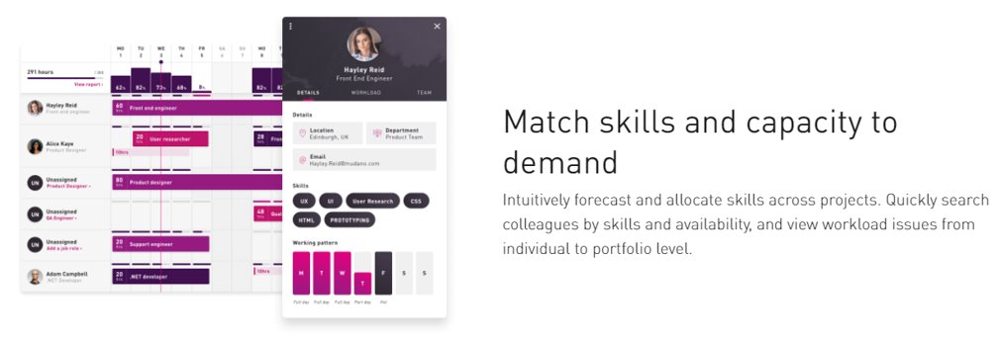 MO TU WE TH FR SA SU MO T
1 2 3 4 5 6 7 8
291 hours
View report ›
62% 82% 73% 68% 8% 82% 82
Hayley Reid
Front end engineer
60 hrs Front end engineer
Alice Kaye
Product Designer
20 hrs User researcher
28 hrs Fron
10hrs
UN Unassigned
Product designer ›
80 hrs Product designer
UN Unassigned
QA Engineer ›
48 hrs Qual
UN Unassigned
Add a job role ›
20 hrs Support engineer
Adam Campbell
.NET Developer
20 hrs .NET developer
10hrs
Hayley Reid
Front End Engineer
DETAILS WORKLOAD TEAM
Details
Location
Edinburgh, UK
Department
Product Team
Email
Hayley.Reid@mudano.com
Skills
UX UI User Research CSS
HTML PROTOTYPING
Working pattern
M T W T F S S
Full day Full day Full day Part day
Match skills and capacity to
demand
Intuitively forecast and allocate skills across projects. Quickly search
colleagues by skills and availability, and view workload issues from
individual to portfolio level.